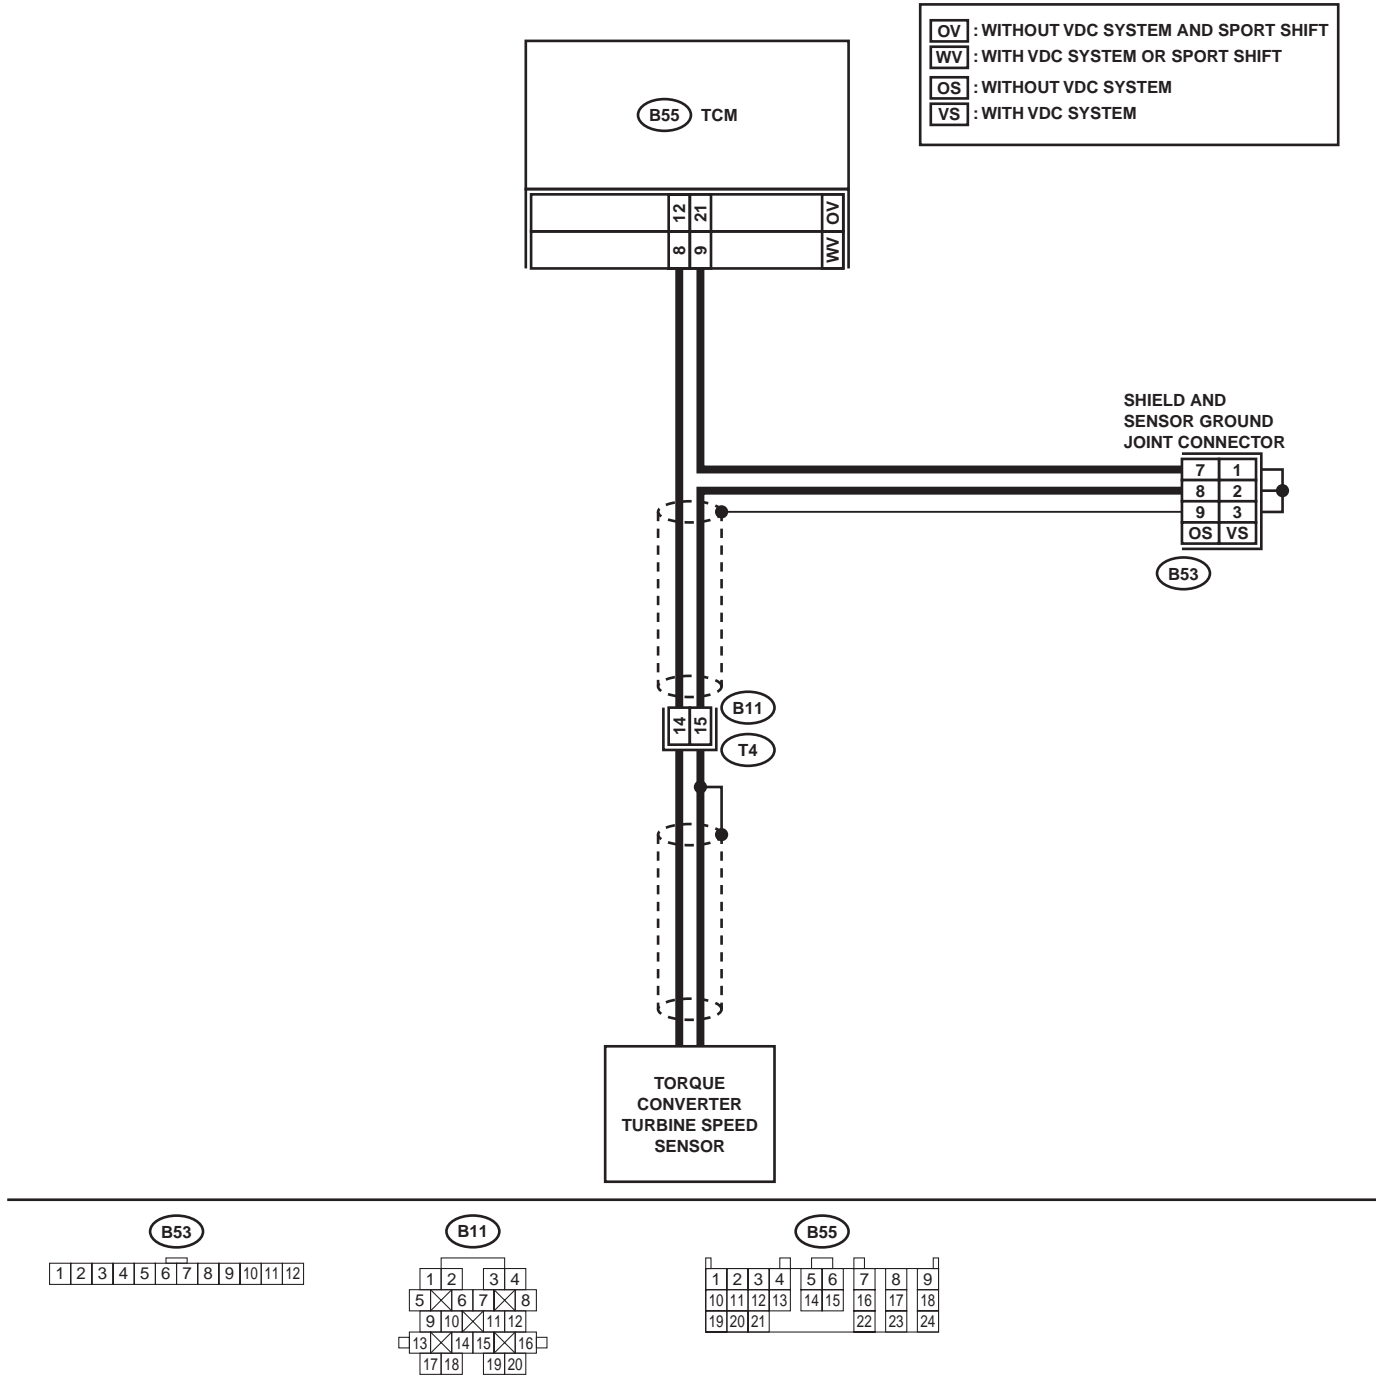 OV : WITHOUT VDC SYSTEM AND SPORT SHIFT
WV : WITH VDC SYSTEM OR SPORT SHIFT
OS : WITHOUT VDC SYSTEM
VS : WITH VDC SYSTEM
B55 TCM
12 21 OV
8 9 WV
SHIELD AND
SENSOR GROUND
JOINT CONNECTOR
7 1
8 2
9 3
OS VS
B53
B11
14 15
T4
TORQUE
CONVERTER
TURBINE SPEED
SENSOR
B53
1 2 3 4 5 6 7 8 9 10 11 12
B11
1 2 3 4
5 6 7 8
9 10 11 12
13 14 15 16
17 18 19 20
B55
1 2 3 4 5 6 7 8 9
10 11 12 13 14 15 16 17 18
19 20 21 22 23 24